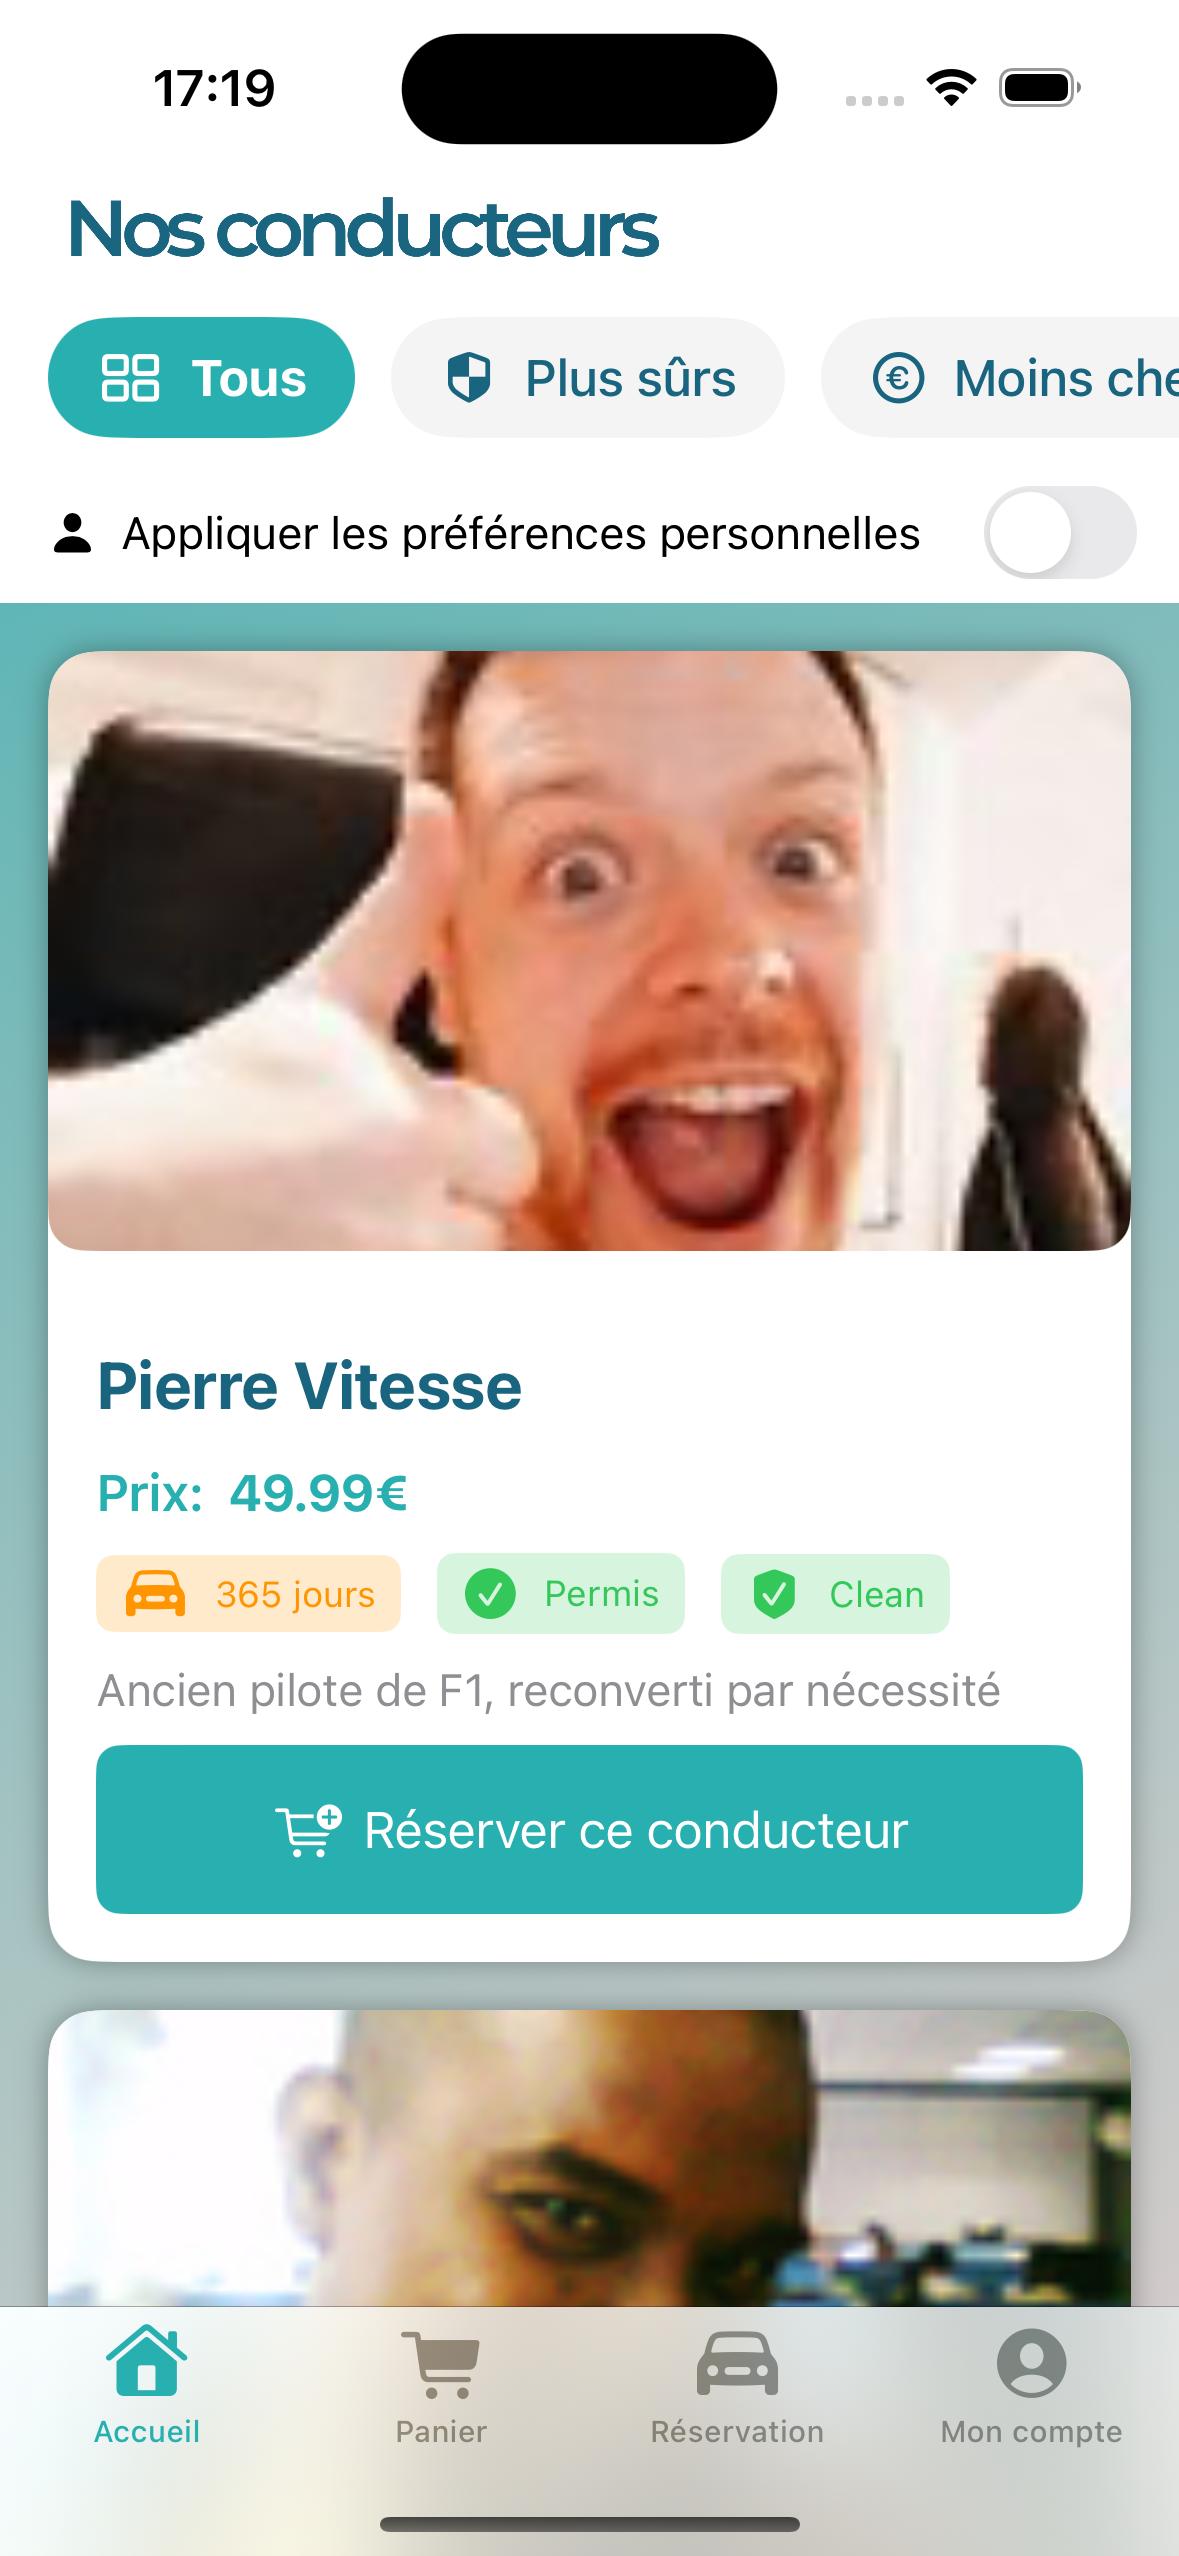 17:19
Nos conducteurs
Tous
Plus sûrs
€ Moins che
Appliquer les préférences personnelles
Pierre Vitesse
Prix: 49.99€
365 jours
Permis
Clean
Ancien pilote de F1, reconverti par nécessité
Réserver ce conducteur
Accueil
Panier
Réservation
Mon compte